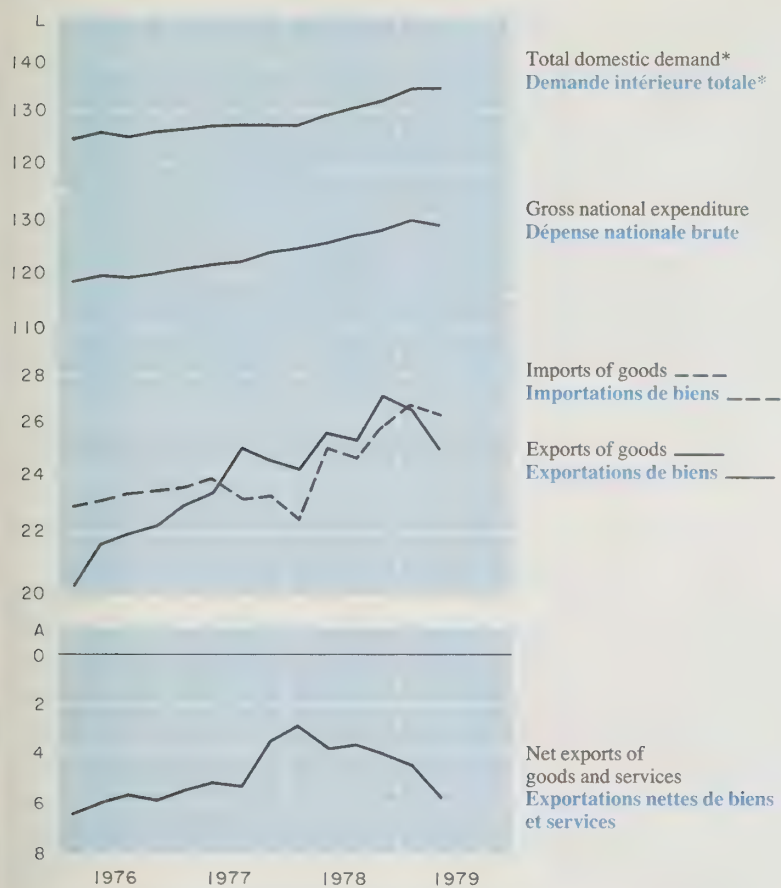 L
140
Total domestic demand*
Demande intérieure totale*
130
120
130
Gross national expenditure
Dépense nationale brute
120
110
28
Imports of goods
Importations de biens
26
Exports of goods
Exportations de biens
24
22
20
A
0
2
4
Net exports of
goods and services
Exportations nettes de biens
et services
6
8
1976 1977 1978 1979